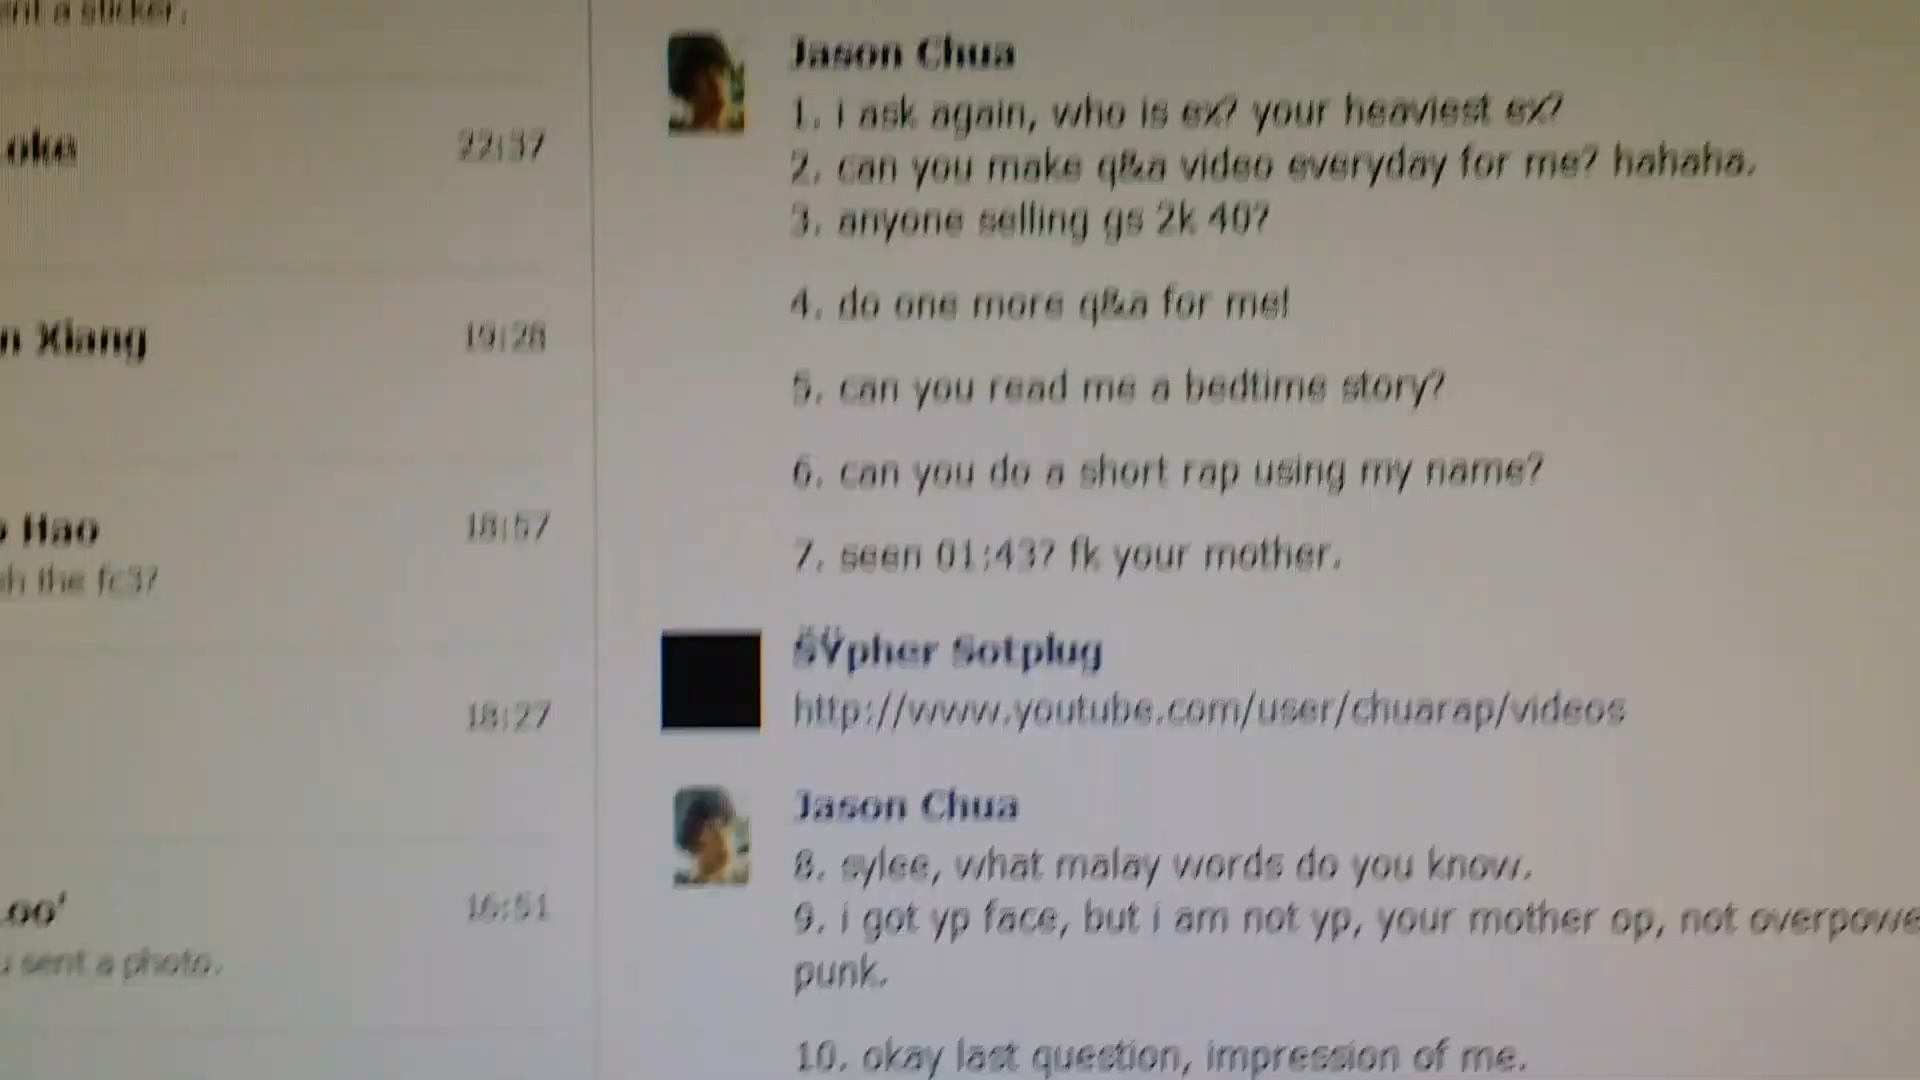 sent a sticker.
22:37
Xiang
19:28
Hao
18:57
the fc3?
18:27
16:51
sent a photo.
Jason Chua
1. i ask again, who is ex? your heaviest ex?
2. can you make q&a video everyday for me? hahaha.
3. anyone selling gs 2k 40?
4. do one more q&a for me!
5. can you read me a bedtime story?
6. can you do a short rap using my name?
7. seen 01:43? fk your mother.
Sotplug
http://www.youtube.com/user/chuarap/videos
Jason Chua
8. sylee, what malay words do you know.
9. i got yp face, but i am not yp, your mother op, not overpowe
punk.
10. okay last question, impression of me.